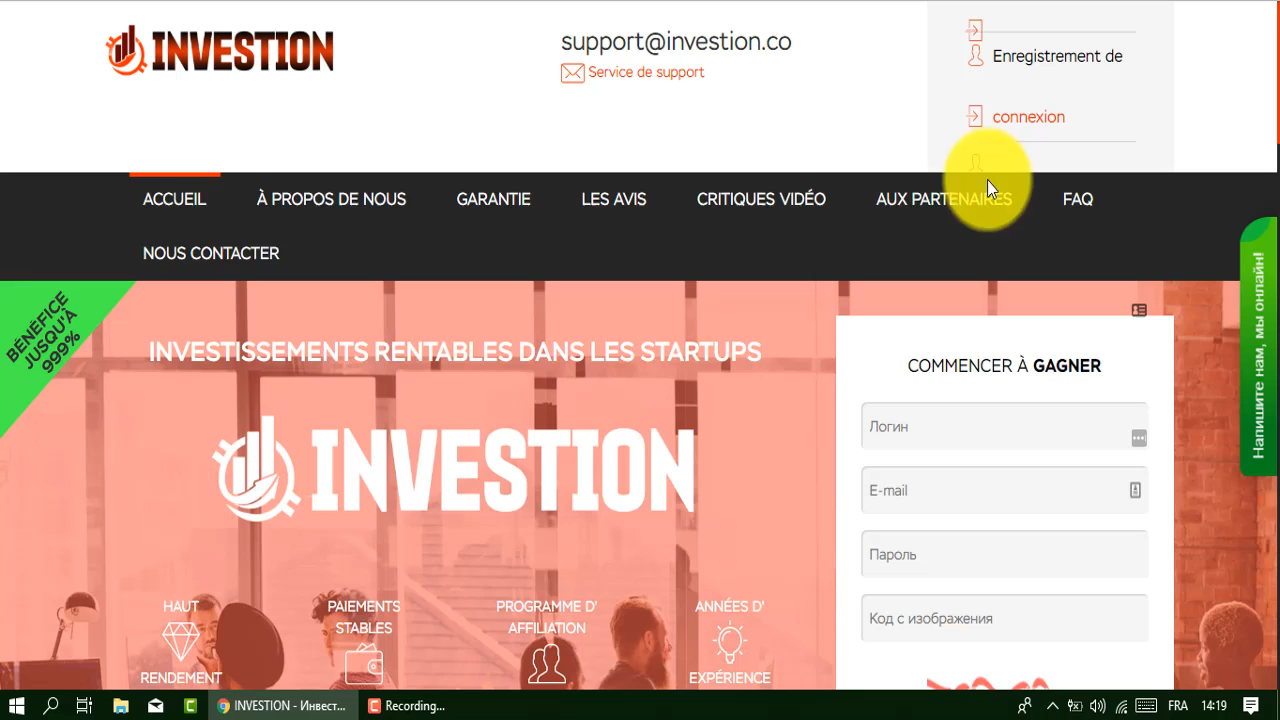 INVESTION
support@investion.co
Service de support
Enregistrement de
connexion
ACCUEIL
À PROPOS DE NOUS
GARANTIE
LES AVIS
CRITIQUES VIDÉO
AUX PARTENAIRES
FAQ
NOUS CONTACTER
BÉNÉFICE
JUSQU'À
999%
INVESTISSEMENTS RENTABLES DANS LES STARTUPS
INVESTION
HAUT
RENDEMENT
PAIEMENTS
STABLES
PROGRAMME D'
AFFILIATION
ANNÉES D'
EXPÉRIENCE
COMMENCER À GAGNER
Логин
E-mail
Пароль
Код с изображения
Напишите нам, мы онлайн!
INVESTION - Инвест...
Recording...
FR
14:19